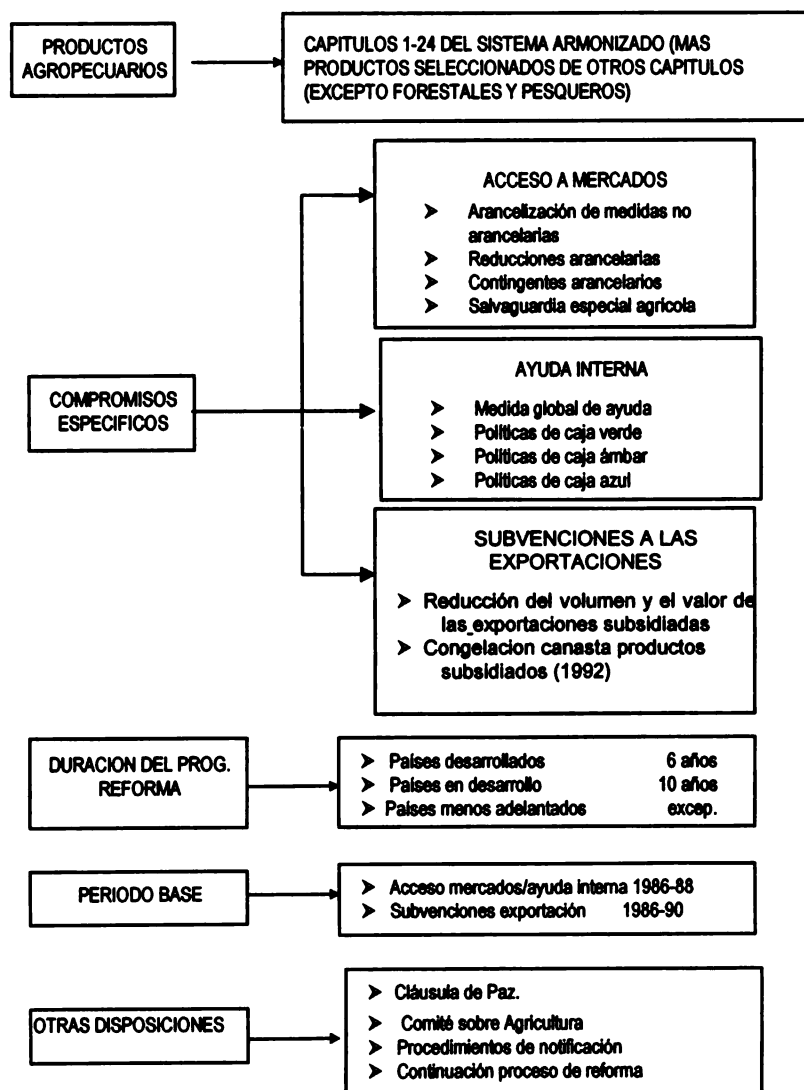 PRODUCTOS
AGROPECUARIOS
CAPITULOS 1-24 DEL SISTEMA ARMONIZADO (MAS
PRODUCTOS SELECCIONADOS DE OTROS CAPITULOS
(EXCEPTO FORESTALES Y PESQUEROS)
COMPROMISOS
ESPECIFICOS
ACCESO A MERCADOS
➤ Arancelización de medidas no
arancelarias
➤ Reducciones arancelarias
➤ Contingentes arancelarios
➤ Salvaguardia especial agrícola
AYUDA INTERNA
➤ Medida global de ayuda
➤ Políticas de caja verde
➤ Políticas de caja ámbar
➤ Políticas de caja azul
SUBVENCIONES A LAS
EXPORTACIONES
➤ Reducción del volumen y el valor de
las exportaciones subsidiadas
➤ Congelacion canasta productos
subsidiados (1992)
DURACION DEL PROG.
REFORMA
➤ Países desarrollados 6 años
➤ Países en desarrollo 10 años
➤ Países menos adelantados excep.
PERIODO BASE
➤ Acceso mercados/ayuda interna 1986-88
➤ Subvenciones exportación 1986-90
OTRAS DISPOSICIONES
➤ Cláusula de Paz.
➤ Comité sobre Agricultura
➤ Procedimientos de notificación
➤ Continuación proceso de reforma